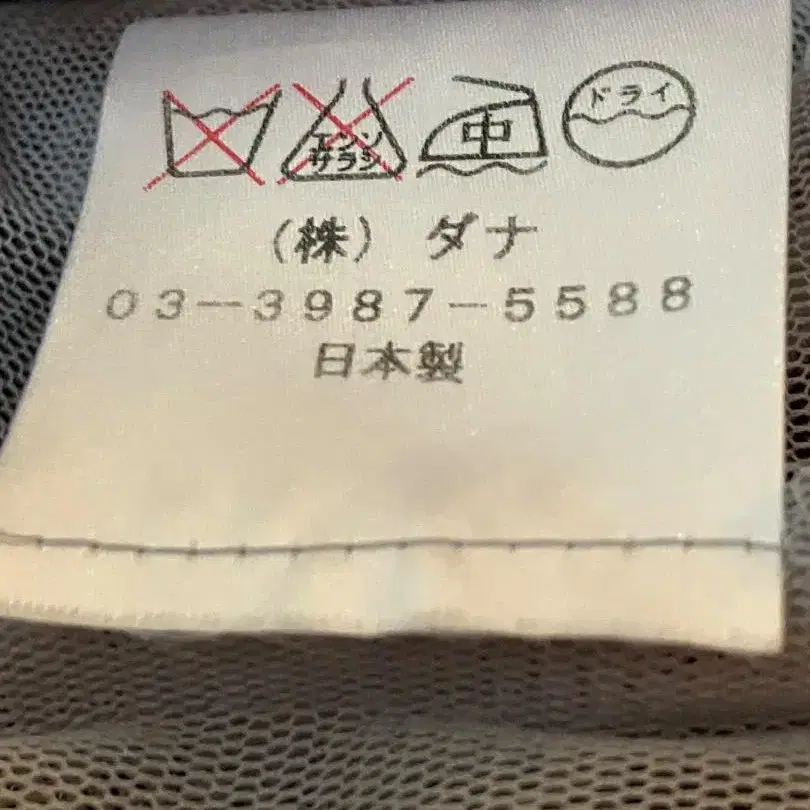 エンソ
サラシ
中
ドライ
(株) ダナ
03-3987-5588
日本製